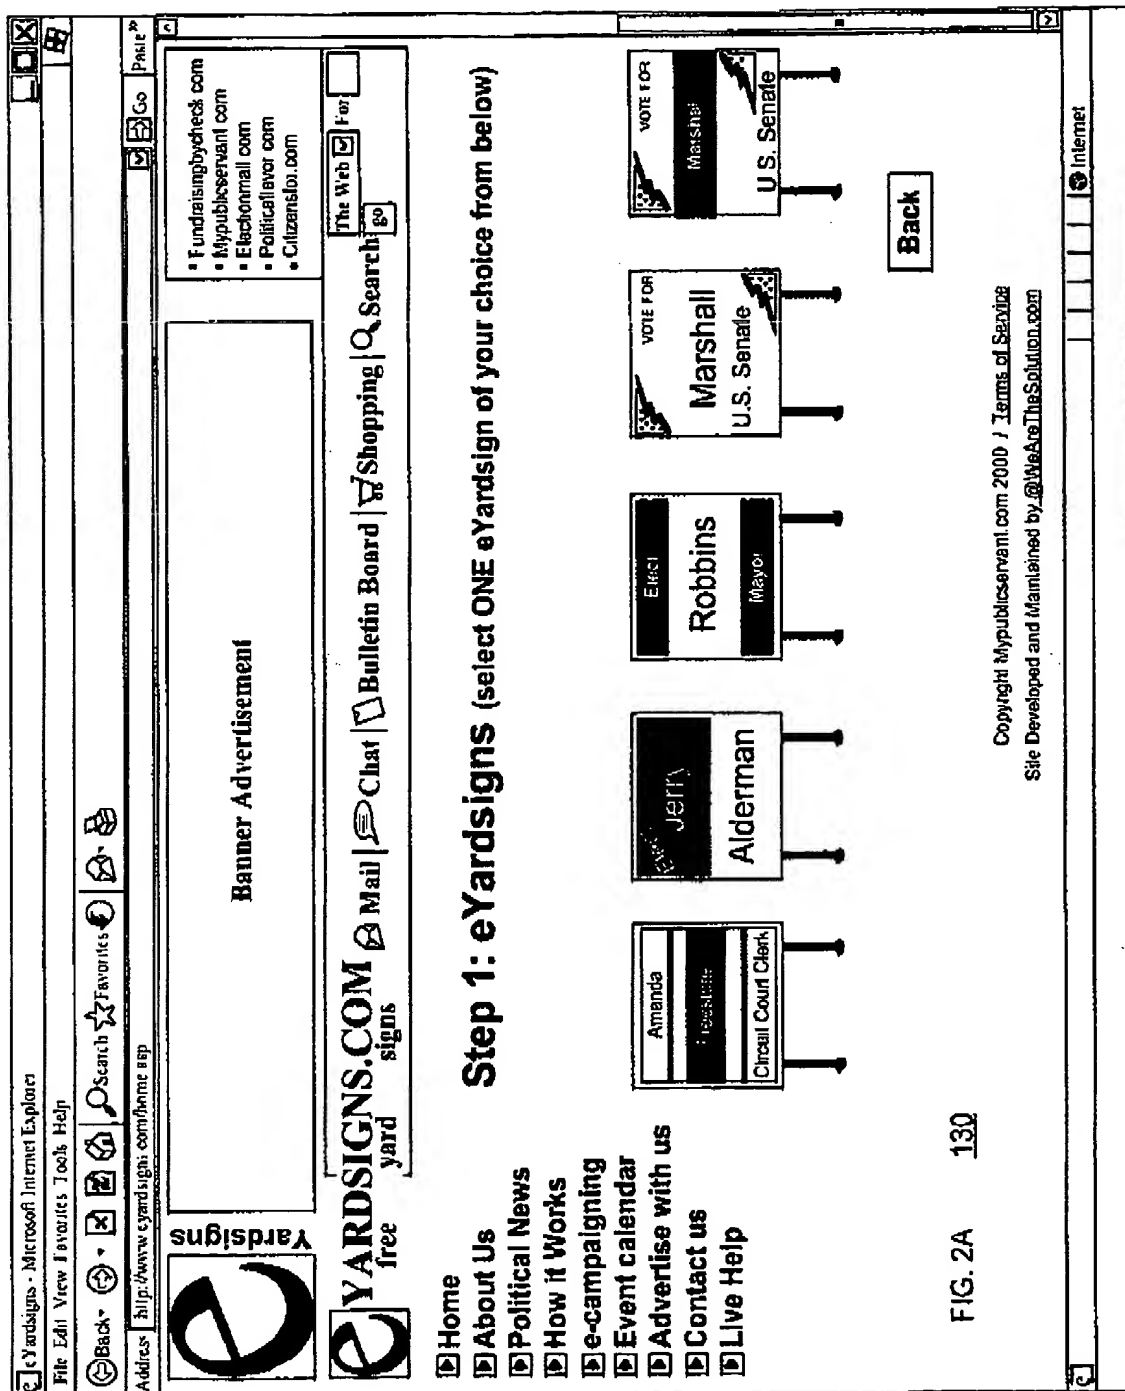 eYardsigns - Microsoft Internet Explorer
File Edit View Favorites Tools Help
Back Search Favorites
Address http://www eyardsigns com/home asp Go
Yardsigns
Banner Advertisement
Fundraisingbycheck com
Mypublicservant com
Electionmall com
Politicalfavor com
Citizensfor.com
eYARDSIGNS.COM
free yard signs
Mail | Chat | Bulletin Board | Shopping | Search The Web For go
Home
About Us
Political News
How it Works
e-campaigning
Event calendar
Advertise with us
Contact us
Live Help
Step 1: eYardsigns (select ONE eYardsign of your choice from below)
Amanda
Circuit Court Clerk
Jerry
Alderman
Elect
Robbins
Mayor
VOTE FOR
Marshall
U.S. Senate
VOTE FOR
Marshall
U.S. Senate
Back
Copyright Mypublicservant.com 2000 / Terms of Service
Site Developed and Maintained by @WeAreTheSolution.com
Internet
FIG. 2A 130